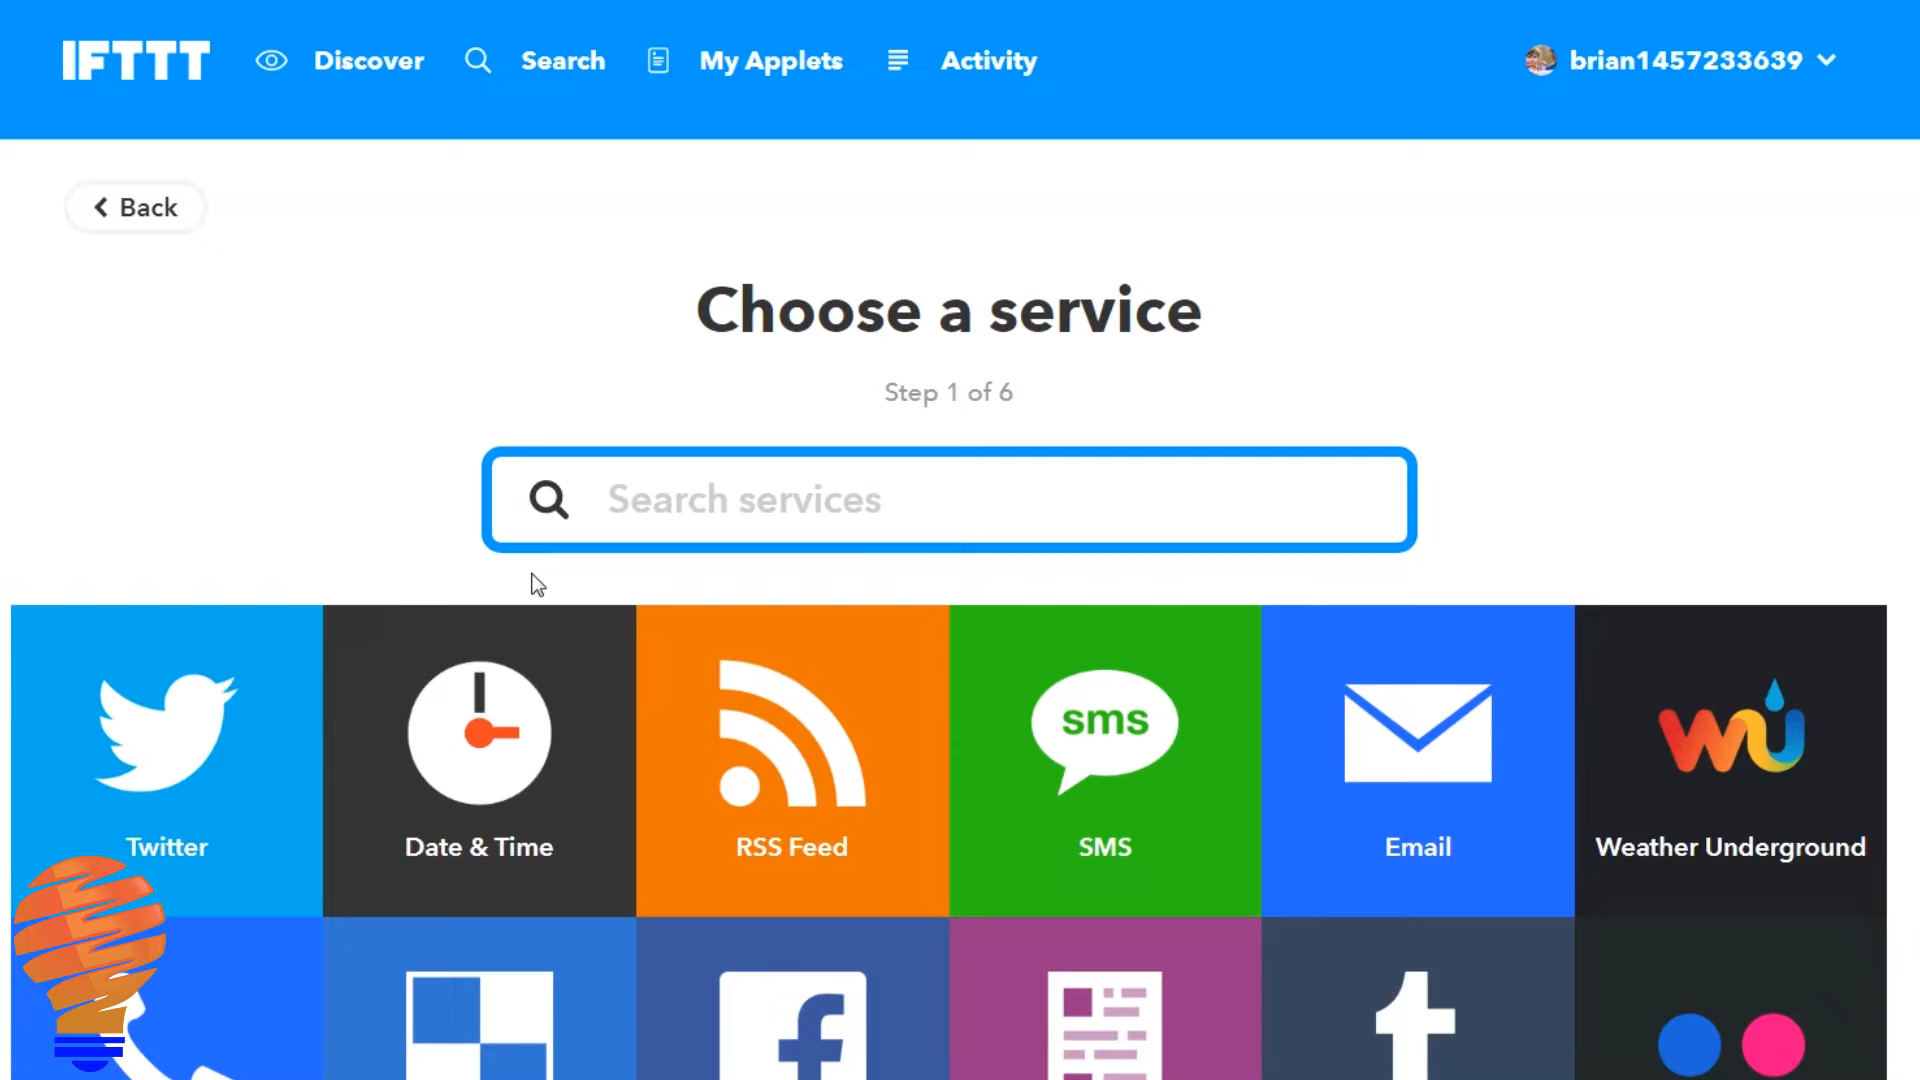 IFTTT Discover Search My Applets Activity brian1457233639
Back
Choose a service
Step 1 of 6
Search services
sms
wu
Twitter Date & Time RSS Feed SMS Email Weather Underground
f t